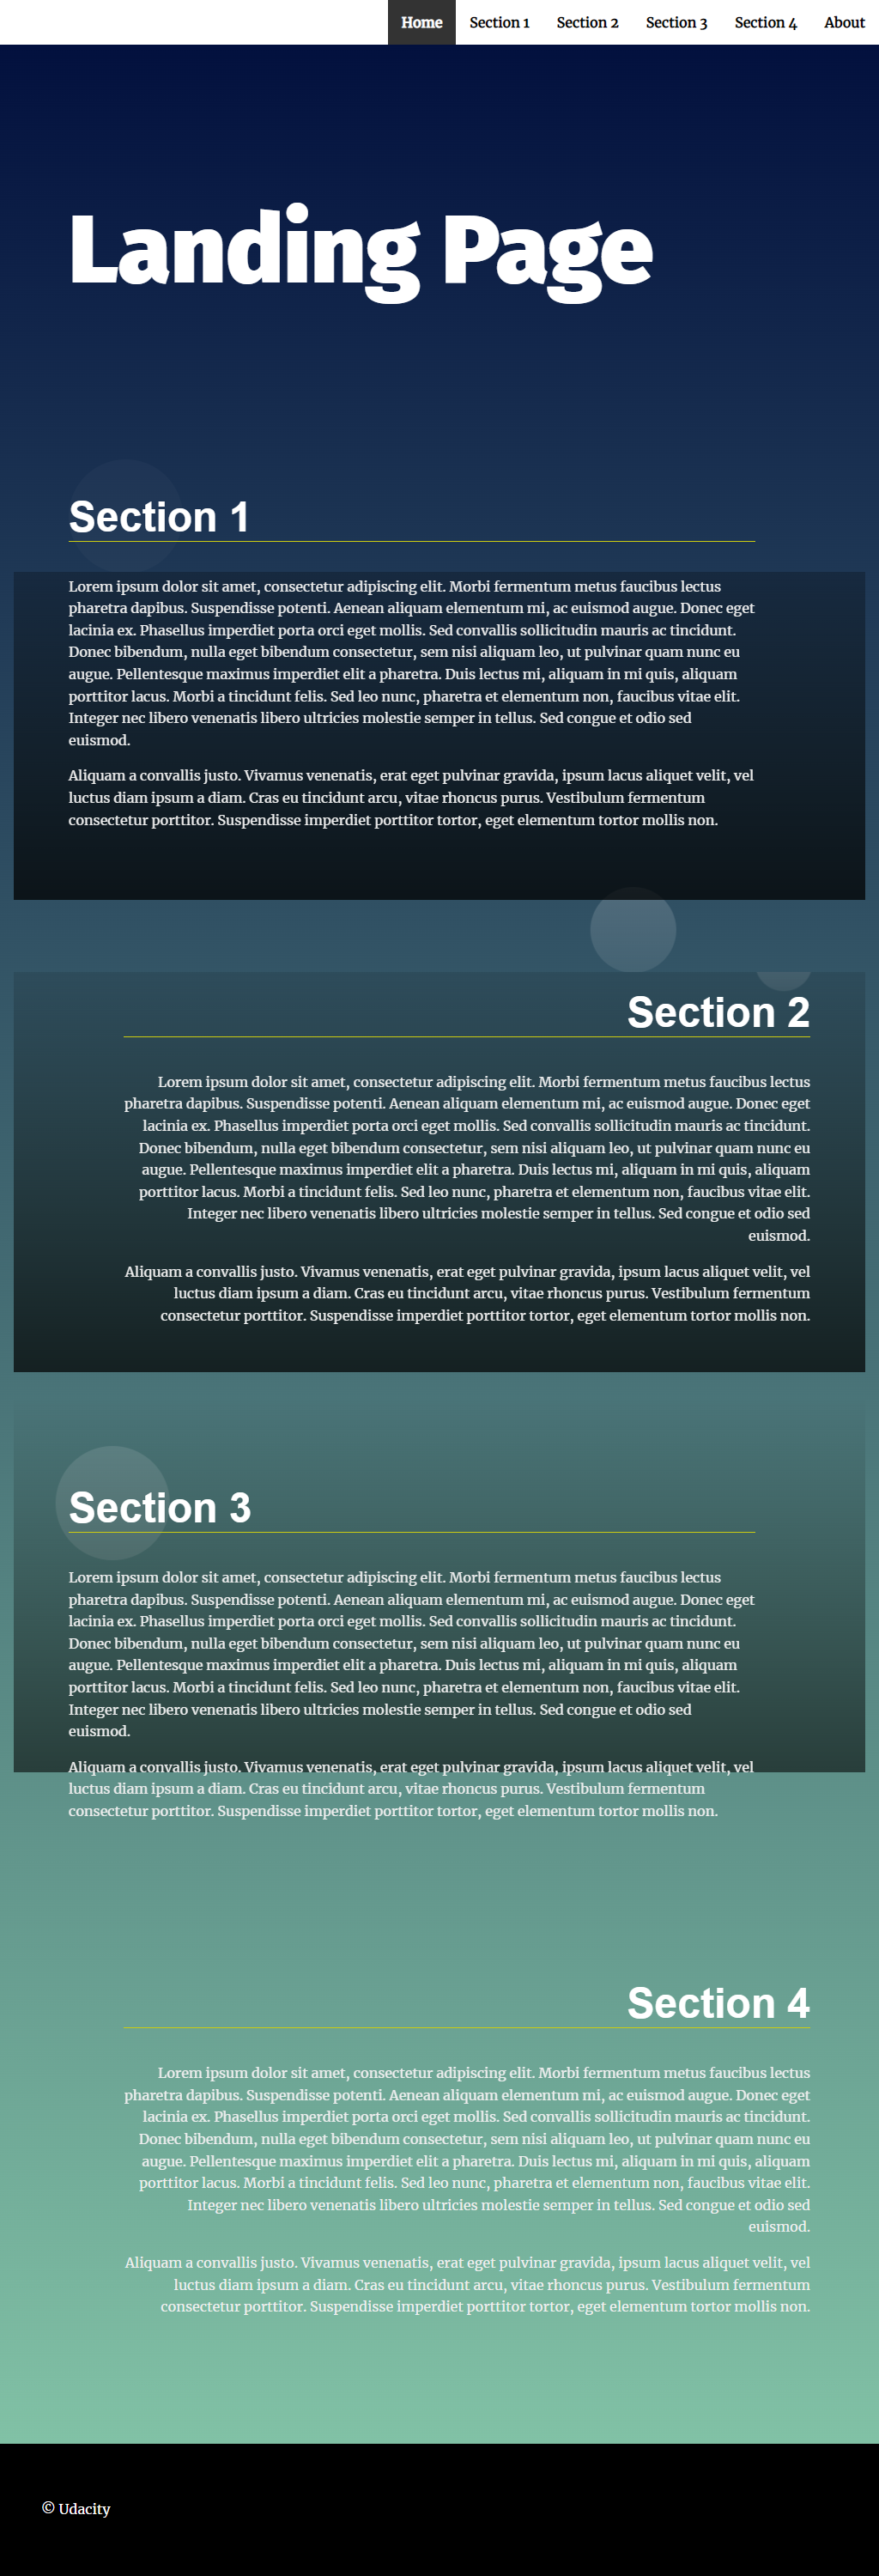 Home Section 1 Section 2 Section 3 Section 4 About
Landing Page
Section 1
Lorem ipsum dolor sit amet, consectetur adipiscing elit. Morbi fermentum metus faucibus lectus
pharetra dapibus. Suspendisse potenti. Aenean aliquam elementum mi, ac euismod augue. Donec eget
lacinia ex. Phasellus imperdiet porta orci eget mollis. Sed convallis sollicitudin mauris ac tincidunt.
Donec bibendum, nulla eget bibendum consectetur, sem nisi aliquam leo, ut pulvinar quam nunc eu
augue. Pellentesque maximus imperdiet elit a pharetra. Duis lectus mi, aliquam in mi quis, aliquam
porttitor lacus. Morbi a tincidunt felis. Sed leo nunc, pharetra et elementum non, faucibus vitae elit.
Integer nec libero venenatis libero ultricies molestie semper in tellus. Sed congue et odio sed
euismod.
Aliquam a convallis justo. Vivamus venenatis, erat eget pulvinar gravida, ipsum lacus aliquet velit, vel
luctus diam ipsum a diam. Cras eu tincidunt arcu, vitae rhoncus purus. Vestibulum fermentum
consectetur porttitor. Suspendisse imperdiet porttitor tortor, eget elementum tortor mollis non.
Section 2
Lorem ipsum dolor sit amet, consectetur adipiscing elit. Morbi fermentum metus faucibus lectus
pharetra dapibus. Suspendisse potenti. Aenean aliquam elementum mi, ac euismod augue. Donec eget
lacinia ex. Phasellus imperdiet porta orci eget mollis. Sed convallis sollicitudin mauris ac tincidunt.
Donec bibendum, nulla eget bibendum consectetur, sem nisi aliquam leo, ut pulvinar quam nunc eu
augue. Pellentesque maximus imperdiet elit a pharetra. Duis lectus mi, aliquam in mi quis, aliquam
porttitor lacus. Morbi a tincidunt felis. Sed leo nunc, pharetra et elementum non, faucibus vitae elit.
Integer nec libero venenatis libero ultricies molestie semper in tellus. Sed congue et odio sed
euismod.
Aliquam a convallis justo. Vivamus venenatis, erat eget pulvinar gravida, ipsum lacus aliquet velit, vel
luctus diam ipsum a diam. Cras eu tincidunt arcu, vitae rhoncus purus. Vestibulum fermentum
consectetur porttitor. Suspendisse imperdiet porttitor tortor, eget elementum tortor mollis non.
Section 3
Lorem ipsum dolor sit amet, consectetur adipiscing elit. Morbi fermentum metus faucibus lectus
pharetra dapibus. Suspendisse potenti. Aenean aliquam elementum mi, ac euismod augue. Donec eget
lacinia ex. Phasellus imperdiet porta orci eget mollis. Sed convallis sollicitudin mauris ac tincidunt.
Donec bibendum, nulla eget bibendum consectetur, sem nisi aliquam leo, ut pulvinar quam nunc eu
augue. Pellentesque maximus imperdiet elit a pharetra. Duis lectus mi, aliquam in mi quis, aliquam
porttitor lacus. Morbi a tincidunt felis. Sed leo nunc, pharetra et elementum non, faucibus vitae elit.
Integer nec libero venenatis libero ultricies molestie semper in tellus. Sed congue et odio sed
euismod.
Aliquam a convallis justo. Vivamus venenatis, erat eget pulvinar gravida, ipsum lacus aliquet velit, vel
luctus diam ipsum a diam. Cras eu tincidunt arcu, vitae rhoncus purus. Vestibulum fermentum
consectetur porttitor. Suspendisse imperdiet porttitor tortor, eget elementum tortor mollis non.
Section 4
Lorem ipsum dolor sit amet, consectetur adipiscing elit. Morbi fermentum metus faucibus lectus
pharetra dapibus. Suspendisse potenti. Aenean aliquam elementum mi, ac euismod augue. Donec eget
lacinia ex. Phasellus imperdiet porta orci eget mollis. Sed convallis sollicitudin mauris ac tincidunt.
Donec bibendum, nulla eget bibendum consectetur, sem nisi aliquam leo, ut pulvinar quam nunc eu
augue. Pellentesque maximus imperdiet elit a pharetra. Duis lectus mi, aliquam in mi quis, aliquam
porttitor lacus. Morbi a tincidunt felis. Sed leo nunc, pharetra et elementum non, faucibus vitae elit.
Integer nec libero venenatis libero ultricies molestie semper in tellus. Sed congue et odio sed
euismod.
Aliquam a convallis justo. Vivamus venenatis, erat eget pulvinar gravida, ipsum lacus aliquet velit, vel
luctus diam ipsum a diam. Cras eu tincidunt arcu, vitae rhoncus purus. Vestibulum fermentum
consectetur porttitor. Suspendisse imperdiet porttitor tortor, eget elementum tortor mollis non.
© Udacity